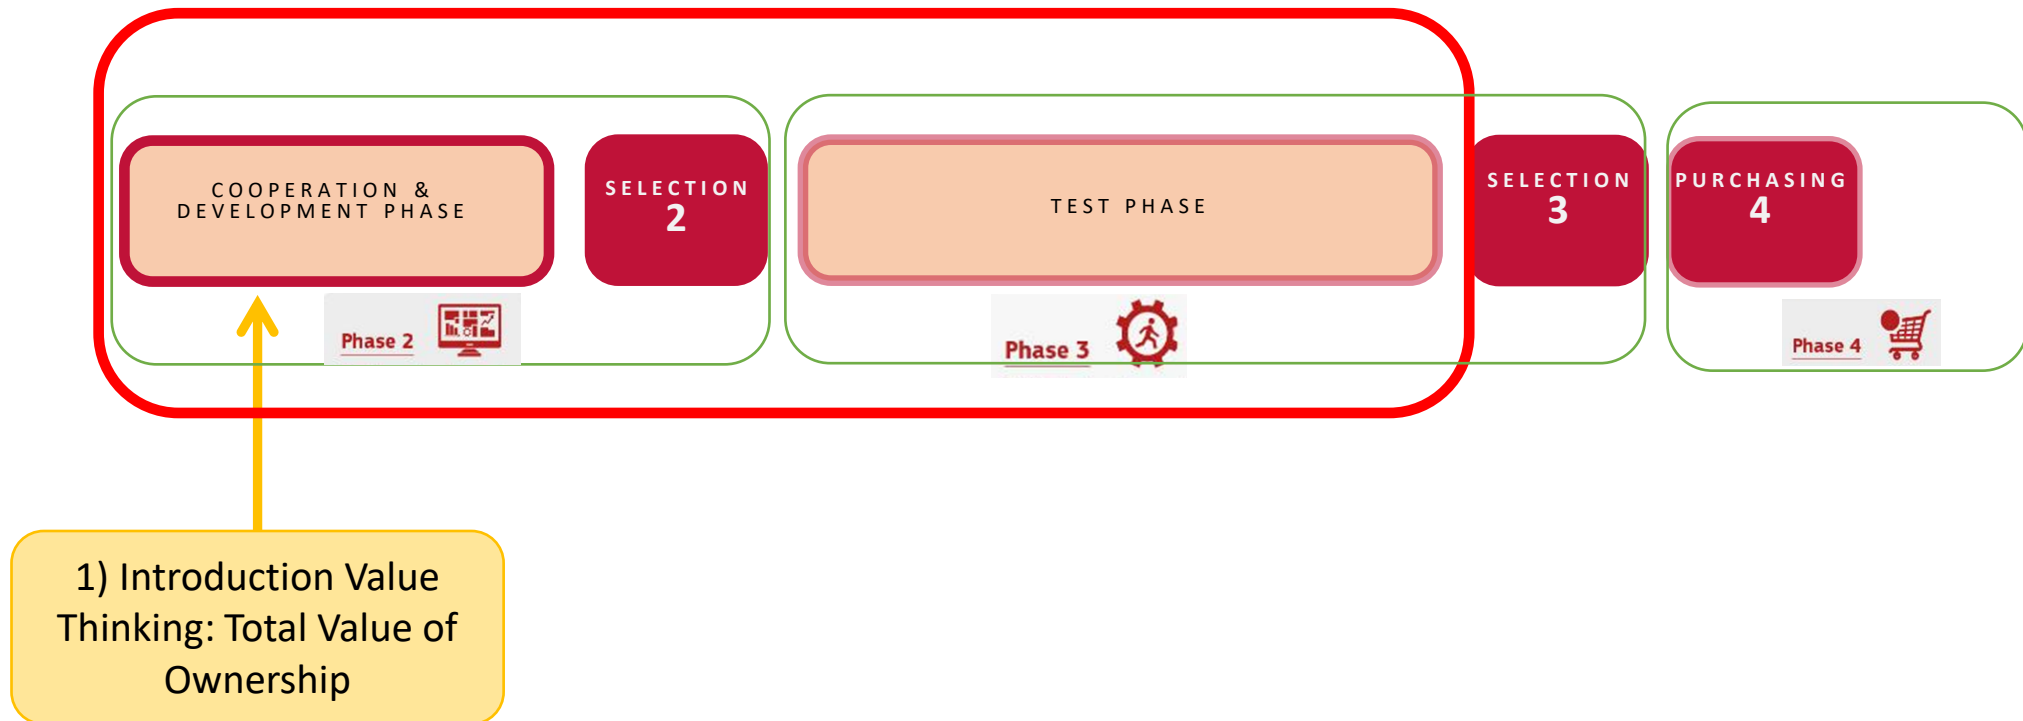 COOPERATION &
DEVELOPMENT PHASE
SELECTION
2
TEST PHASE
SELECTION
3
PURCHASING
4
Phase 2
Phase 3
Phase 4
1) Introduction Value
Thinking: Total Value of
Ownership